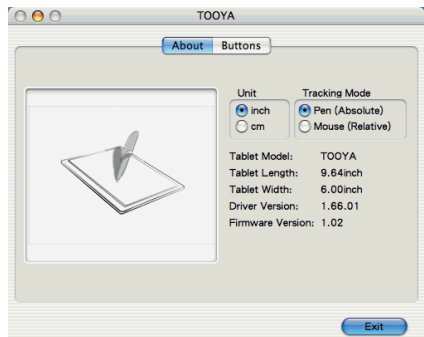 TOOYA
About Buttons
Unit Tracking Mode
inch Pen (Absolute)
cm Mouse (Relative)
Tablet Model: TOOYA
Tablet Length: 9.64inch
Tablet Width: 6.00inch
Driver Version: 1.66.01
Firmware Version: 1.02
Exit